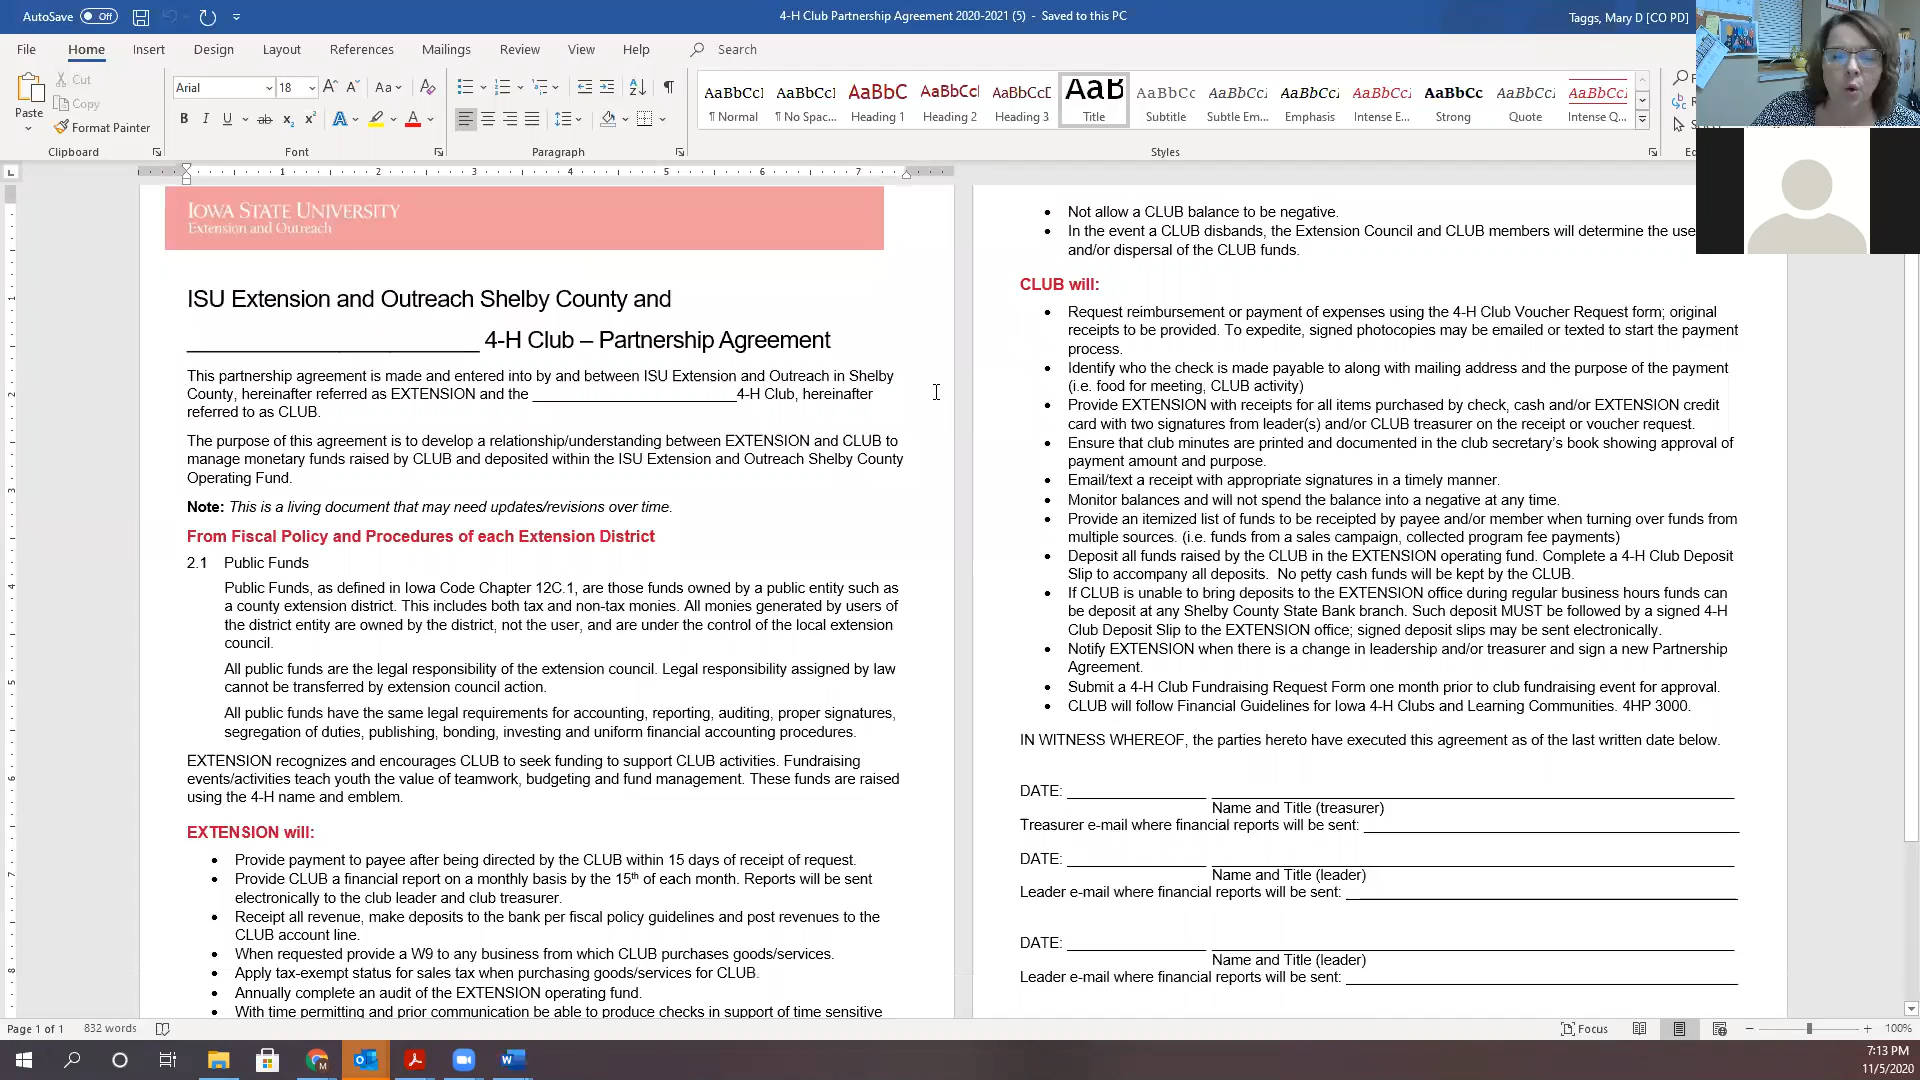 AutoSave Off
4-H Club Partnership Agreement 2020-2021 (5) - Saved to this PC
Taggs, Mary D [CO PD]
File Home Insert Design Layout References Mailings Review View Help Search
Paste
Cut
Copy
Format Painter
Clipboard
Arial 18
Font
Paragraph
AaBbCcI AaBbCcI AaBbC AaBbCcI AaBbCcD AaB AaBbCcl AaBbCcl AaBbCcl AaBbCcl AaBbCc AaBbCcl AaBbCcl
¶ Normal ¶ No Spac... Heading 1 Heading 2 Heading 3 Title Subtitle Subtle Em... Emphasis Intense E... Strong Quote Intense Q...
Styles
IOWA STATE UNIVERSITY
Extension and Outreach
ISU Extension and Outreach Shelby County and
______________________ 4-H Club – Partnership Agreement
This partnership agreement is made and entered into by and between ISU Extension and Outreach in Shelby
County, hereinafter referred as EXTENSION and the ________________________4-H Club, hereinafter
referred to as CLUB.
The purpose of this agreement is to develop a relationship/understanding between EXTENSION and CLUB to
manage monetary funds raised by CLUB and deposited within the ISU Extension and Outreach Shelby County
Operating Fund.
Note: This is a living document that may need updates/revisions over time.
From Fiscal Policy and Procedures of each Extension District
2.1 Public Funds
Public Funds, as defined in Iowa Code Chapter 12C.1, are those funds owned by a public entity such as
a county extension district. This includes both tax and non-tax monies. All monies generated by users of
the district entity are owned by the district, not the user, and are under the control of the local extension
council.
All public funds are the legal responsibility of the extension council. Legal responsibility assigned by law
cannot be transferred by extension council action.
All public funds have the same legal requirements for accounting, reporting, auditing, proper signatures,
segregation of duties, publishing, bonding, investing and uniform financial accounting procedures.
EXTENSION recognizes and encourages CLUB to seek funding to support CLUB activities. Fundraising
events/activities teach youth the value of teamwork, budgeting and fund management. These funds are raised
using the 4-H name and emblem.
EXTENSION will:
• Provide payment to payee after being directed by the CLUB within 15 days of receipt of request.
• Provide CLUB a financial report on a monthly basis by the 15th of each month. Reports will be sent
electronically to the club leader and club treasurer.
• Receipt all revenue, make deposits to the bank per fiscal policy guidelines and post revenues to the
CLUB account line.
• When requested provide a W9 to any business from which CLUB purchases goods/services.
• Apply tax-exempt status for sales tax when purchasing goods/services for CLUB.
• Annually complete an audit of the EXTENSION operating fund.
• With time permitting and prior communication be able to produce checks in support of time sensitive
• Not allow a CLUB balance to be negative.
• In the event a CLUB disbands, the Extension Council and CLUB members will determine the use
and/or dispersal of the CLUB funds.
CLUB will:
• Request reimbursement or payment of expenses using the 4-H Club Voucher Request form; original
receipts to be provided. To expedite, signed photocopies may be emailed or texted to start the payment
process.
• Identify who the check is made payable to along with mailing address and the purpose of the payment
(i.e. food for meeting, CLUB activity)
• Provide EXTENSION with receipts for all items purchased by check, cash and/or EXTENSION credit
card with two signatures from leader(s) and/or CLUB treasurer on the receipt or voucher request.
• Ensure that club minutes are printed and documented in the club secretary's book showing approval of
payment amount and purpose.
• Email/text a receipt with appropriate signatures in a timely manner.
• Monitor balances and will not spend the balance into a negative at any time.
• Provide an itemized list of funds to be receipted by payee and/or member when turning over funds from
multiple sources. (i.e. funds from a sales campaign, collected program fee payments)
• Deposit all funds raised by the CLUB in the EXTENSION operating fund. Complete a 4-H Club Deposit
Slip to accompany all deposits. No petty cash funds will be kept by the CLUB.
• If CLUB is unable to bring deposits to the EXTENSION office during regular business hours funds can
be deposit at any Shelby County State Bank branch. Such deposit MUST be followed by a signed 4-H
Club Deposit Slip to the EXTENSION office; signed deposit slips may be sent electronically.
• Notify EXTENSION when there is a change in leadership and/or treasurer and sign a new Partnership
Agreement.
• Submit a 4-H Club Fundraising Request Form one month prior to club fundraising event for approval.
• CLUB will follow Financial Guidelines for Iowa 4-H Clubs and Learning Communities. 4HP 3000.
IN WITNESS WHEREOF, the parties hereto have executed this agreement as of the last written date below.
DATE: ________________
Name and Title (treasurer)
Treasurer e-mail where financial reports will be sent: ________________
DATE: ________________
Name and Title (leader)
Leader e-mail where financial reports will be sent: ________________
DATE: ________________
Name and Title (leader)
Leader e-mail where financial reports will be sent: ________________
Page 1 of 1 832 words
Focus
100%
7:13 PM
11/5/2020